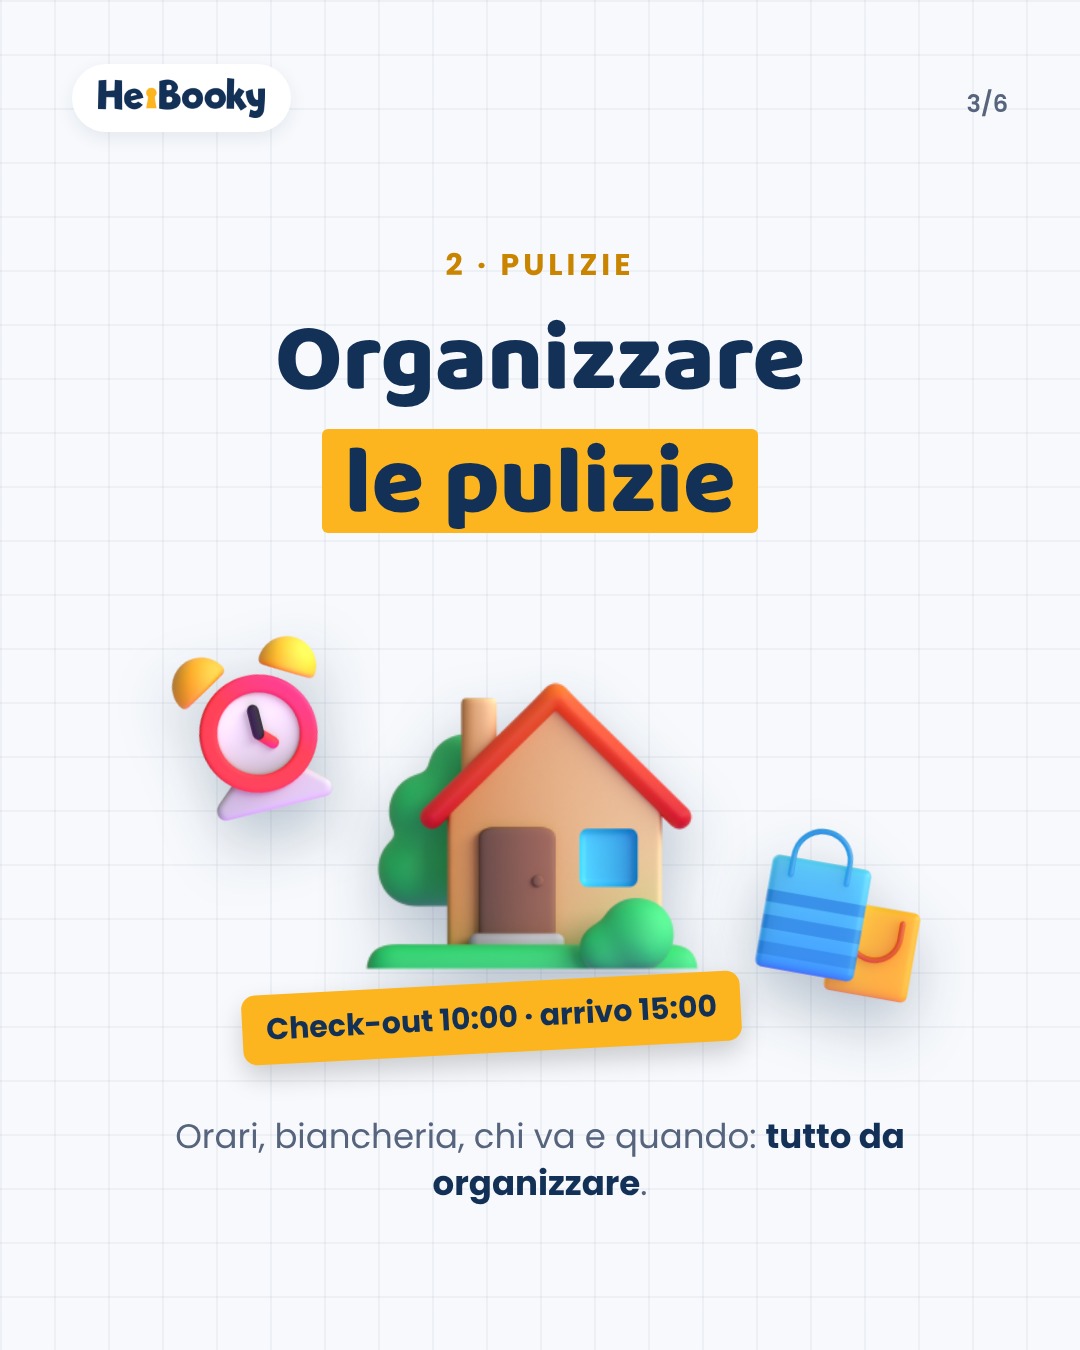 HeiBooky
3/6
2 · PULIZIE
Organizzare
le pulizie
Check-out 10:00 · arrivo 15:00
Orari, biancheria, chi va e quando: tutto da
organizzare.